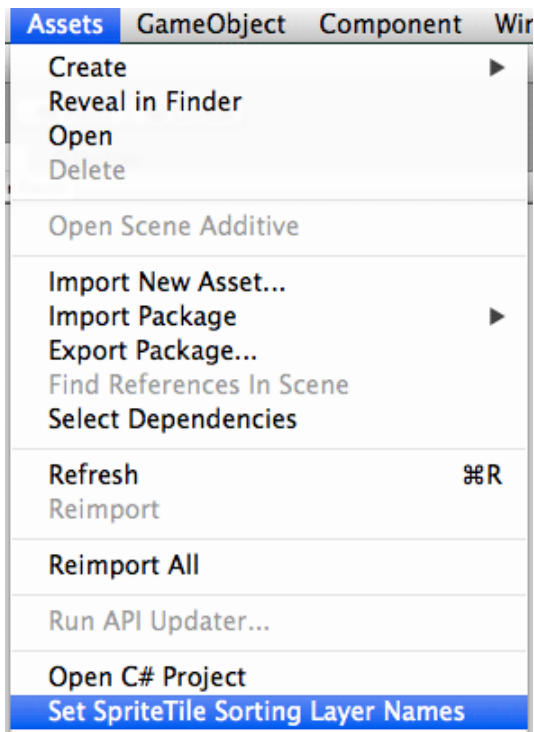 Assets GameObject Component Wir
Create
Reveal in Finder
Open
Delete
Open Scene Additive
Import New Asset...
Import Package
Export Package...
Find References In Scene
Select Dependencies
Refresh ⌘R
Reimport
Reimport All
Run API Updater...
Open C# Project
Set SpriteTile Sorting Layer Names